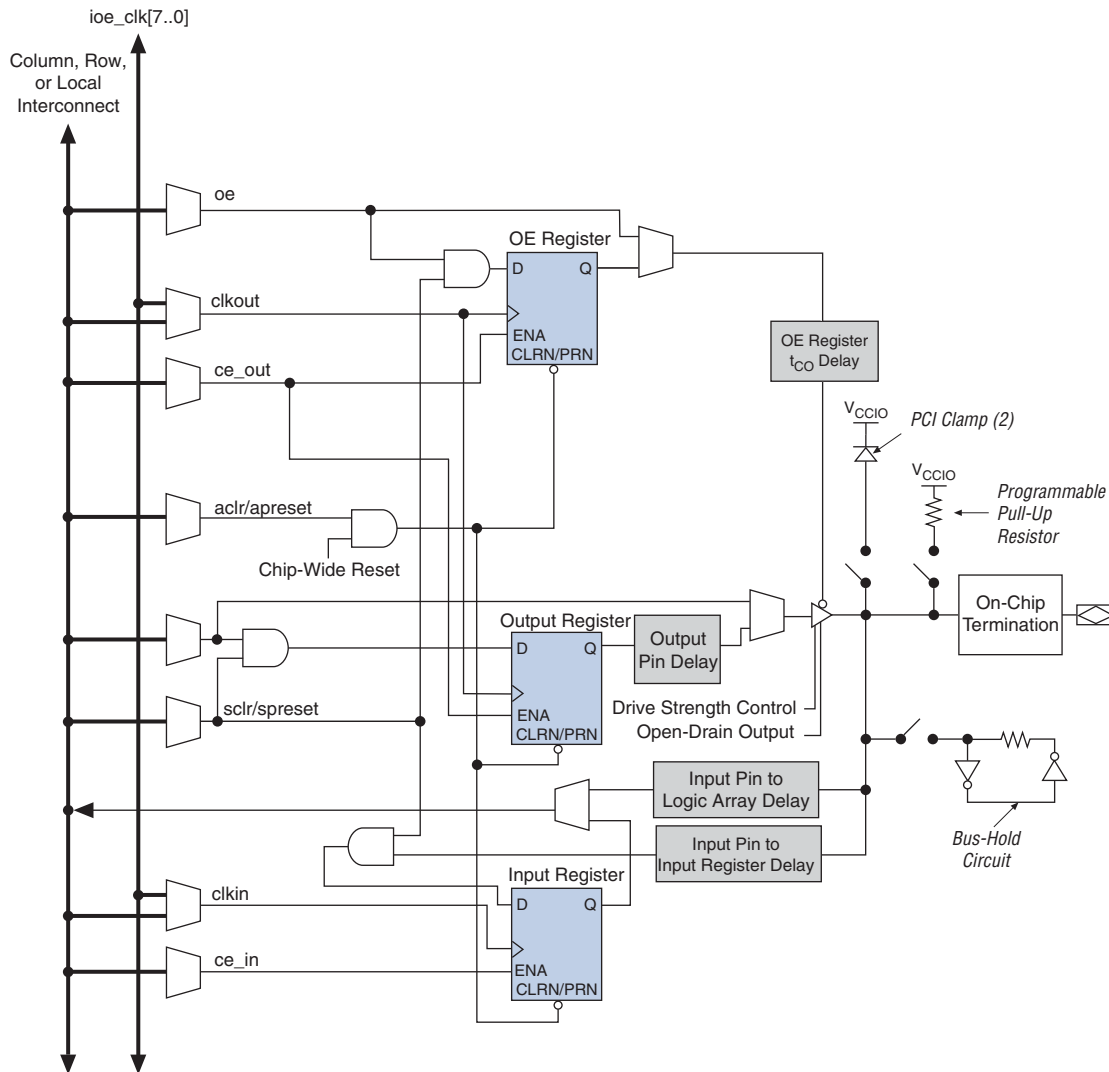 ioe_clk[7..0]
Column, Row,
or Local
Interconnect
oe
OE Register
D
Q
clkout
ENA
CLRN/PRN
OE Register
tCO Delay
ce_out
VCCIO
PCI Clamp (2)
VCCIO
Programmable
Pull-Up
Resistor
aclr/apreset
Chip-Wide Reset
On-Chip
Termination
Output Register
D
Q
Output
Pin Delay
sclr/spreset
ENA
CLRN/PRN
Drive Strength Control
Open-Drain Output
Input Pin to
Logic Array Delay
Input Pin to
Input Register Delay
Bus-Hold
Circuit
Input Register
clkin
D
Q
ce_in
ENA
CLRN/PRN